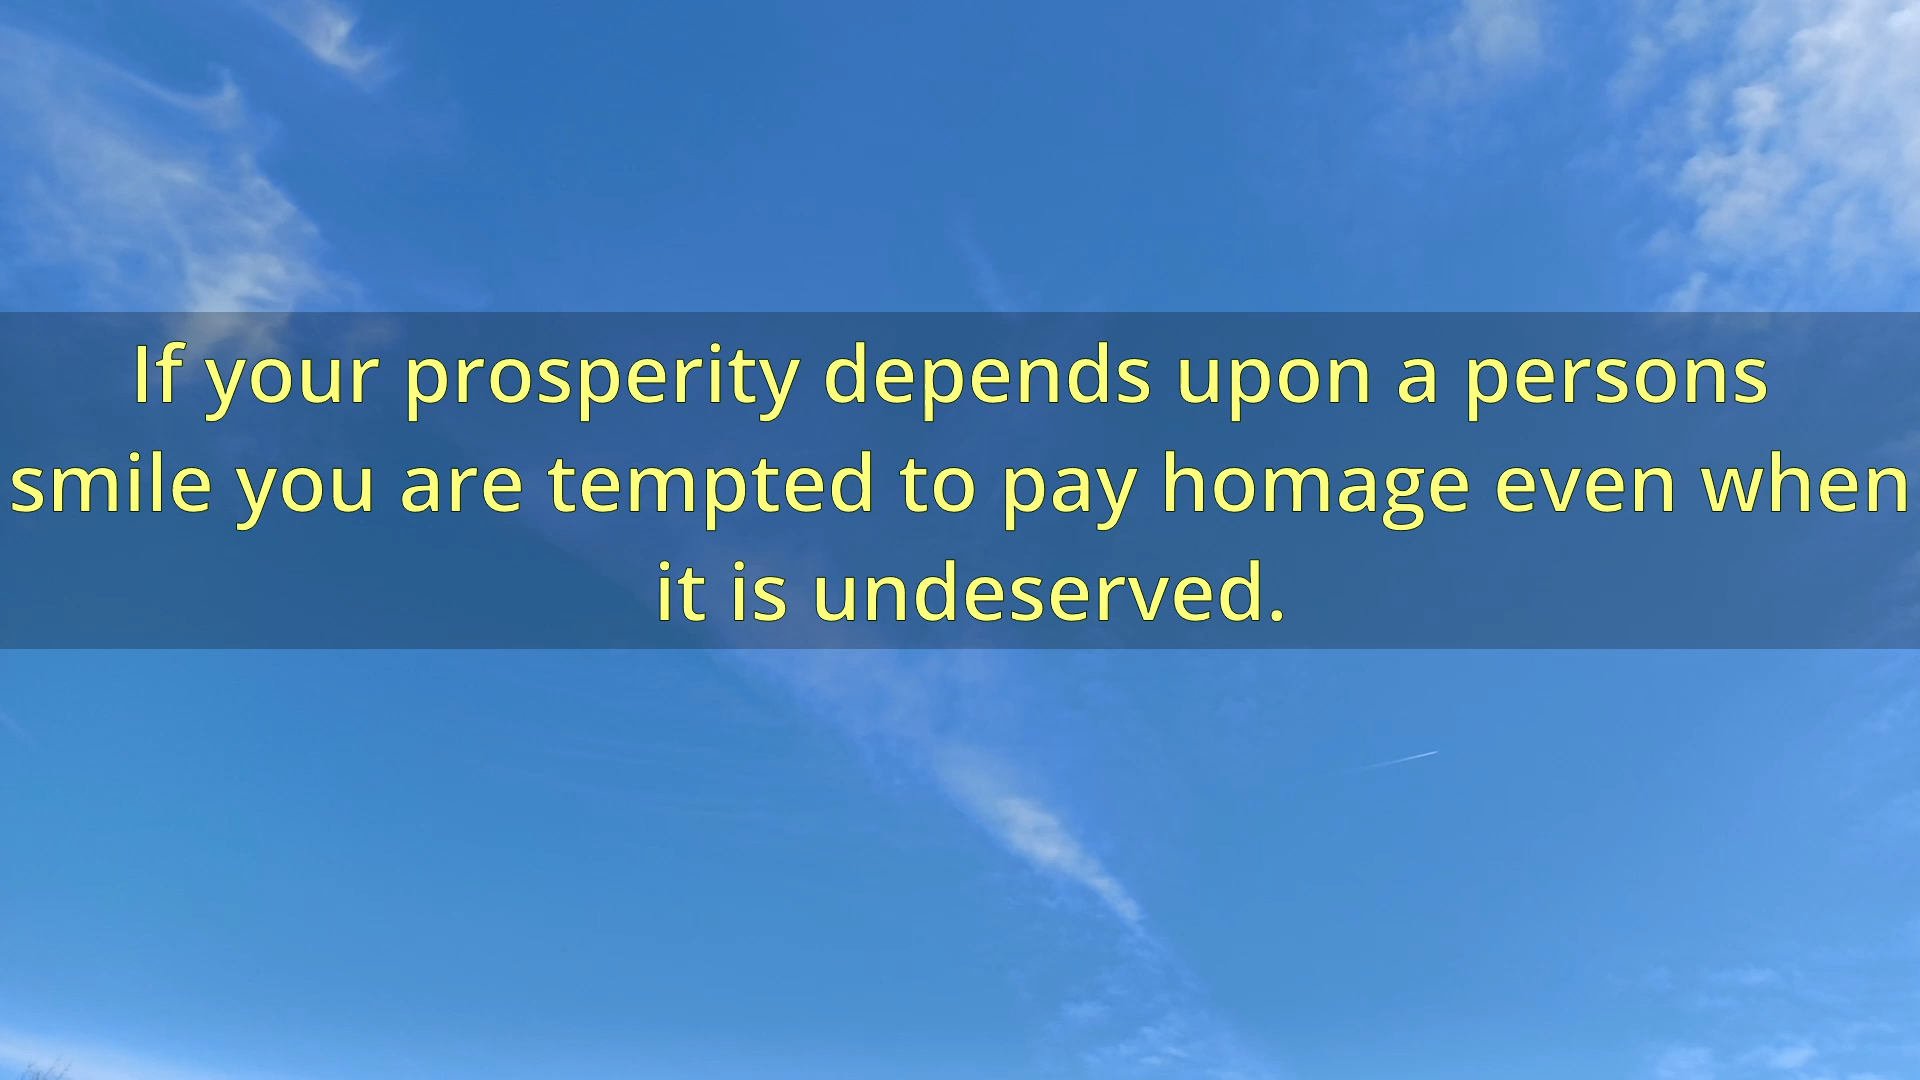 If your prosperity depends upon a persons
smile you are tempted to pay homage even when
it is undeserved.